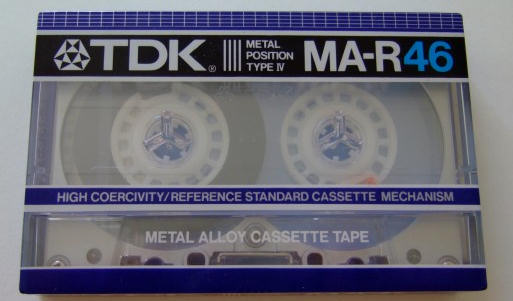 TDK® METAL POSITION TYPE IV MA-R46
HIGH COERCIVITY/REFERENCE STANDARD CASSETTE MECHANISM
METAL ALLOY CASSETTE TAPE